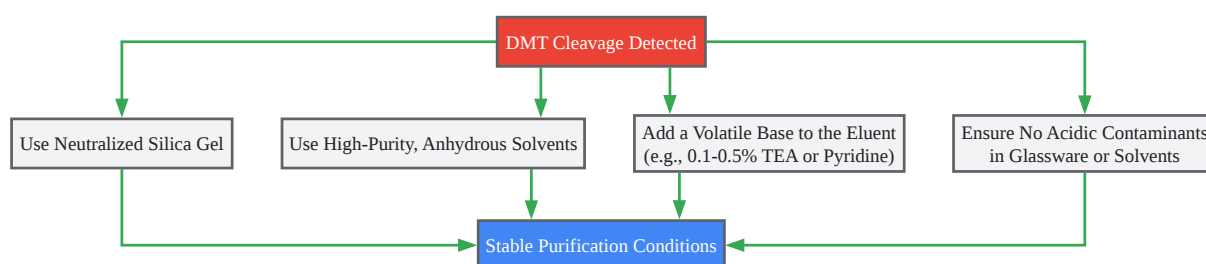 DMT Cleavage Detected
Use Neutralized Silica Gel
Use High-Purity, Anhydrous Solvents
Add a Volatile Base to the Eluent
(e.g., 0.1-0.5% TEA or Pyridine)
Ensure No Acidic Contaminants
in Glassware or Solvents
Stable Purification Conditions